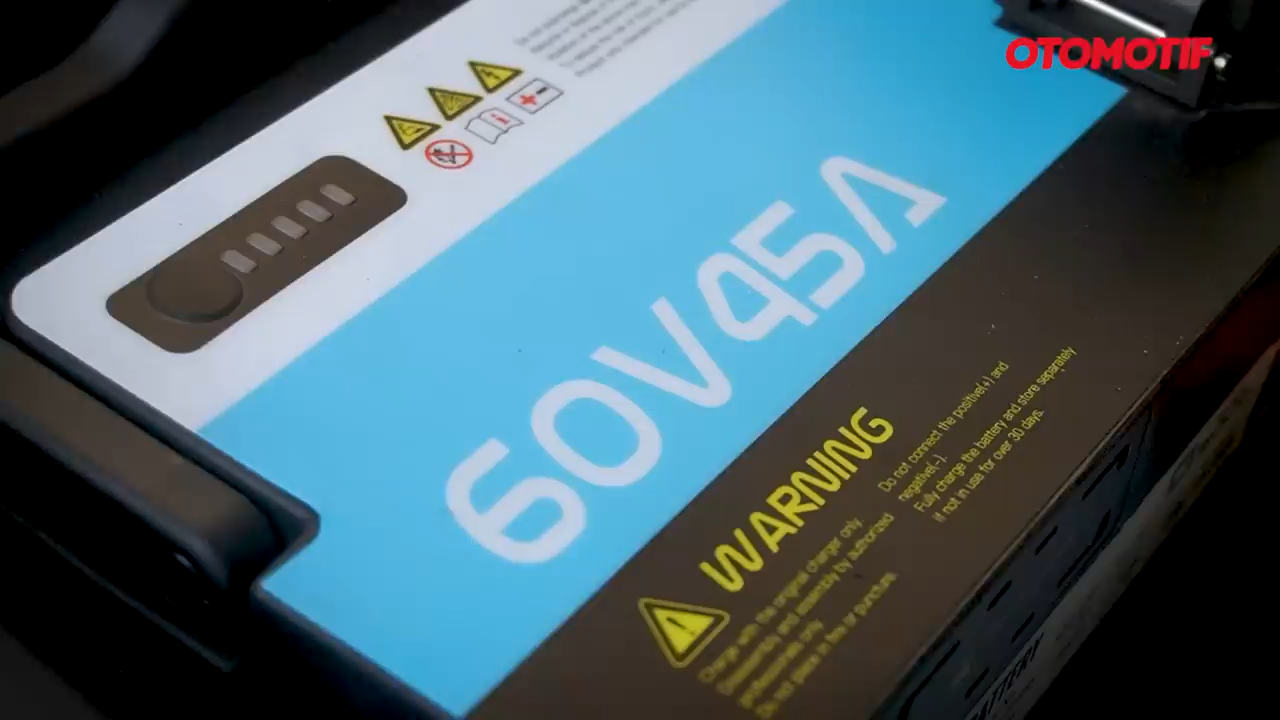 OTOMOTIF
60V45A
WARNING
Charge with the original charger only.
Disassembly and assembly by authorized
professionals only.
Do not place in fire or puncture.
Do not connect the positive(+) and
negative(-).
Fully charge the battery and store separately
if not in use for over 30 days.
BATTERY